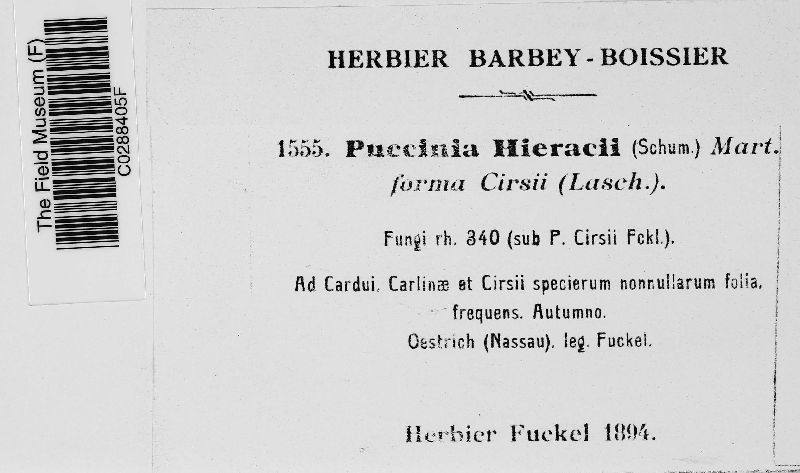 The Field Museum (F)
C0288405F
HERBIER BARBEY-BOISSIER
1555. Puccinia Hieracii (Schum.) Mart.
forma Cirsii (Lasch.).
Fungi rh. 340 (sub P. Cirsii Fckl.).
Ad Cardui, Carlinæ et Cirsii specierum nonnullarum folia,
frequens. Autumno.
Oestrich (Nassau). leg. Fuckel.
Herbier Fuckel 1894.